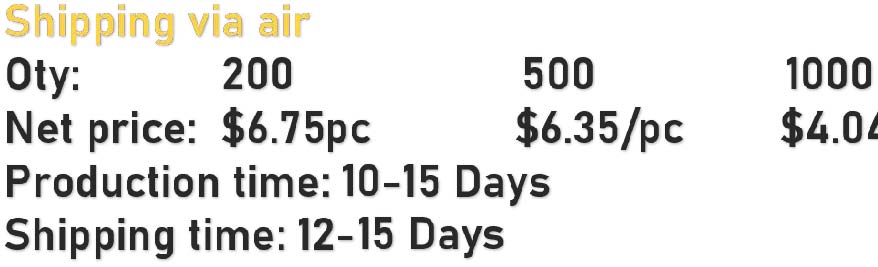 Shipping via air
Qty: 200 500 1000
Net price: $6.75pc $6.35/pc $4.04
Production time: 10-15 Days
Shipping time: 12-15 Days